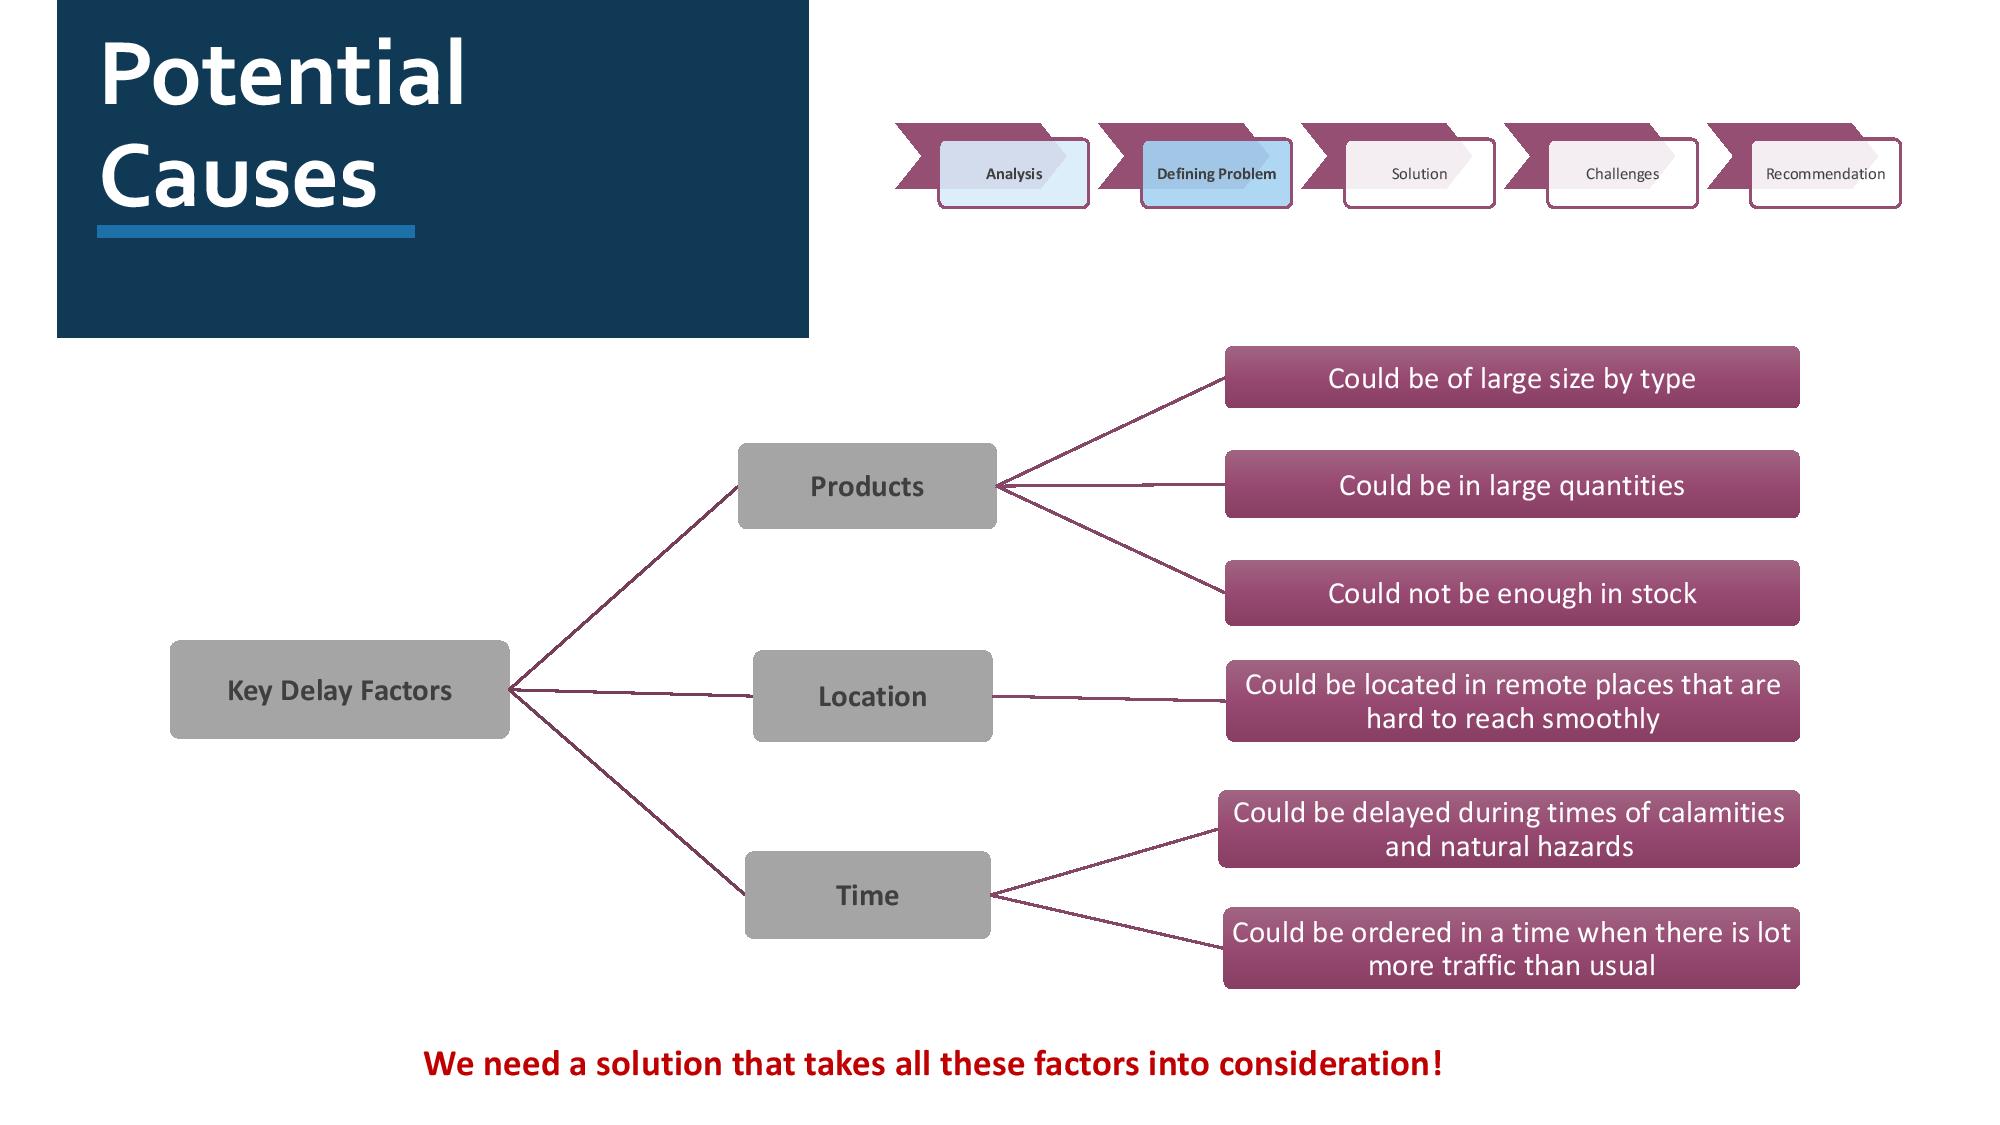 Potential
Causes
Analysis
Defining Problem
Solution
Challenges
Recommendation
Could be of large size by type
Products
Could be in large quantities
Could not be enough in stock
Key Delay Factors
Location
Could be located in remote places that are
hard to reach smoothly
Could be delayed during times of calamities
and natural hazards
Time
Could be ordered in a time when there is lot
more traffic than usual
We need a solution that takes all these factors into consideration!